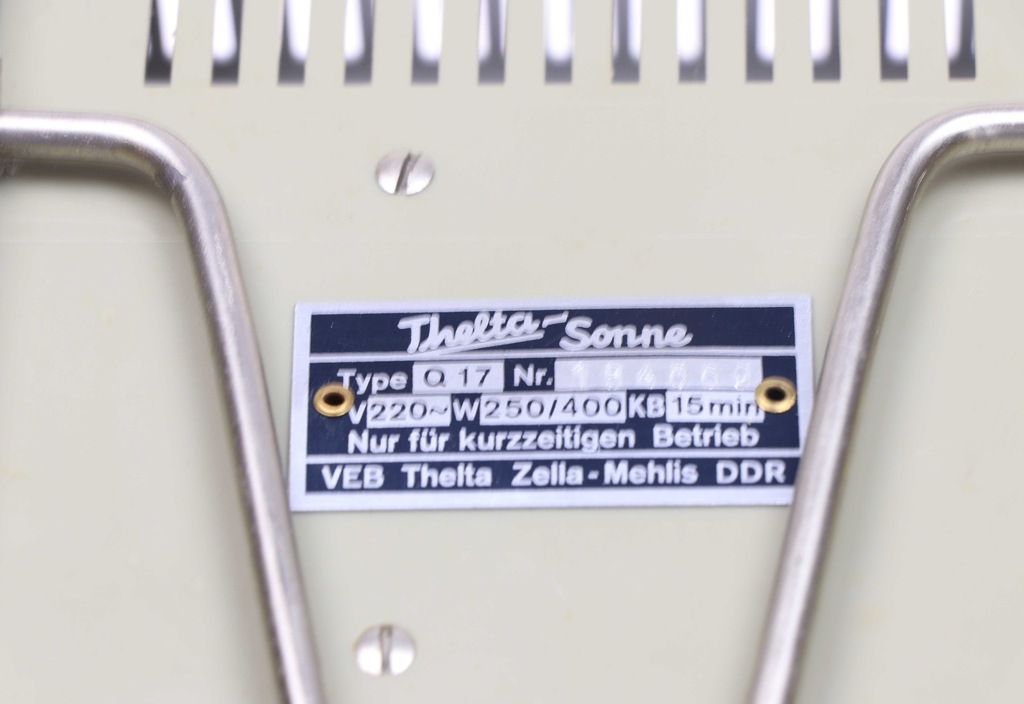 Thelta-Sonne
Type Q 17 Nr.
V 220~ W 250/400 KB 15 min
Nur für kurzzeitigen Betrieb
VEB Thelta Zella-Mehlis DDR